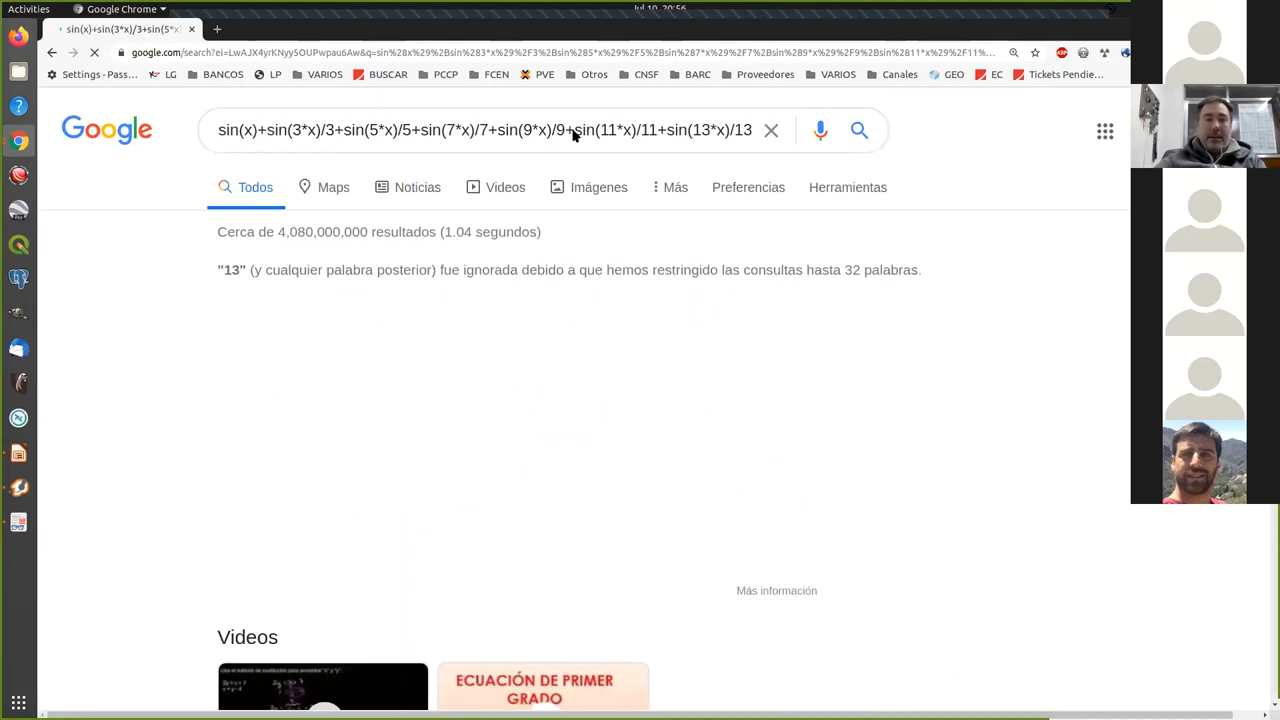 Activities
Google Chrome
Jul 10, 20:56
sin(x)+sin(3*x)/3+sin(5*x)
google.com/search?ei=LwAJX4yrKNyy5OUPwpau6Aw&q=sin%28x%29%2Bsin%283*x%29%2F3%2Bsin%285*x%29%2F5%2Bsin%287*x%29%2F7%2Bsin%289*x%29%2F9%2Bsin%2811*x%29%2F11%...
Settings - Pass...
LG
BANCOS
LP
VARIOS
BUSCAR
PCCP
FCEN
PVE
Otros
CNSF
BARC
Proveedores
VARIOS
Canales
GEO
EC
Tickets Pendie...
Google
sin(x)+sin(3*x)/3+sin(5*x)/5+sin(7*x)/7+sin(9*x)/9+sin(11*x)/11+sin(13*x)/13
Todos
Maps
Noticias
Videos
Imágenes
Más
Preferencias
Herramientas
Cerca de 4,080,000,000 resultados (1.04 segundos)
"13" (y cualquier palabra posterior) fue ignorada debido a que hemos restringido las consultas hasta 32 palabras.
Más información
Videos
ECUACIÓN DE PRIMER
GRADO